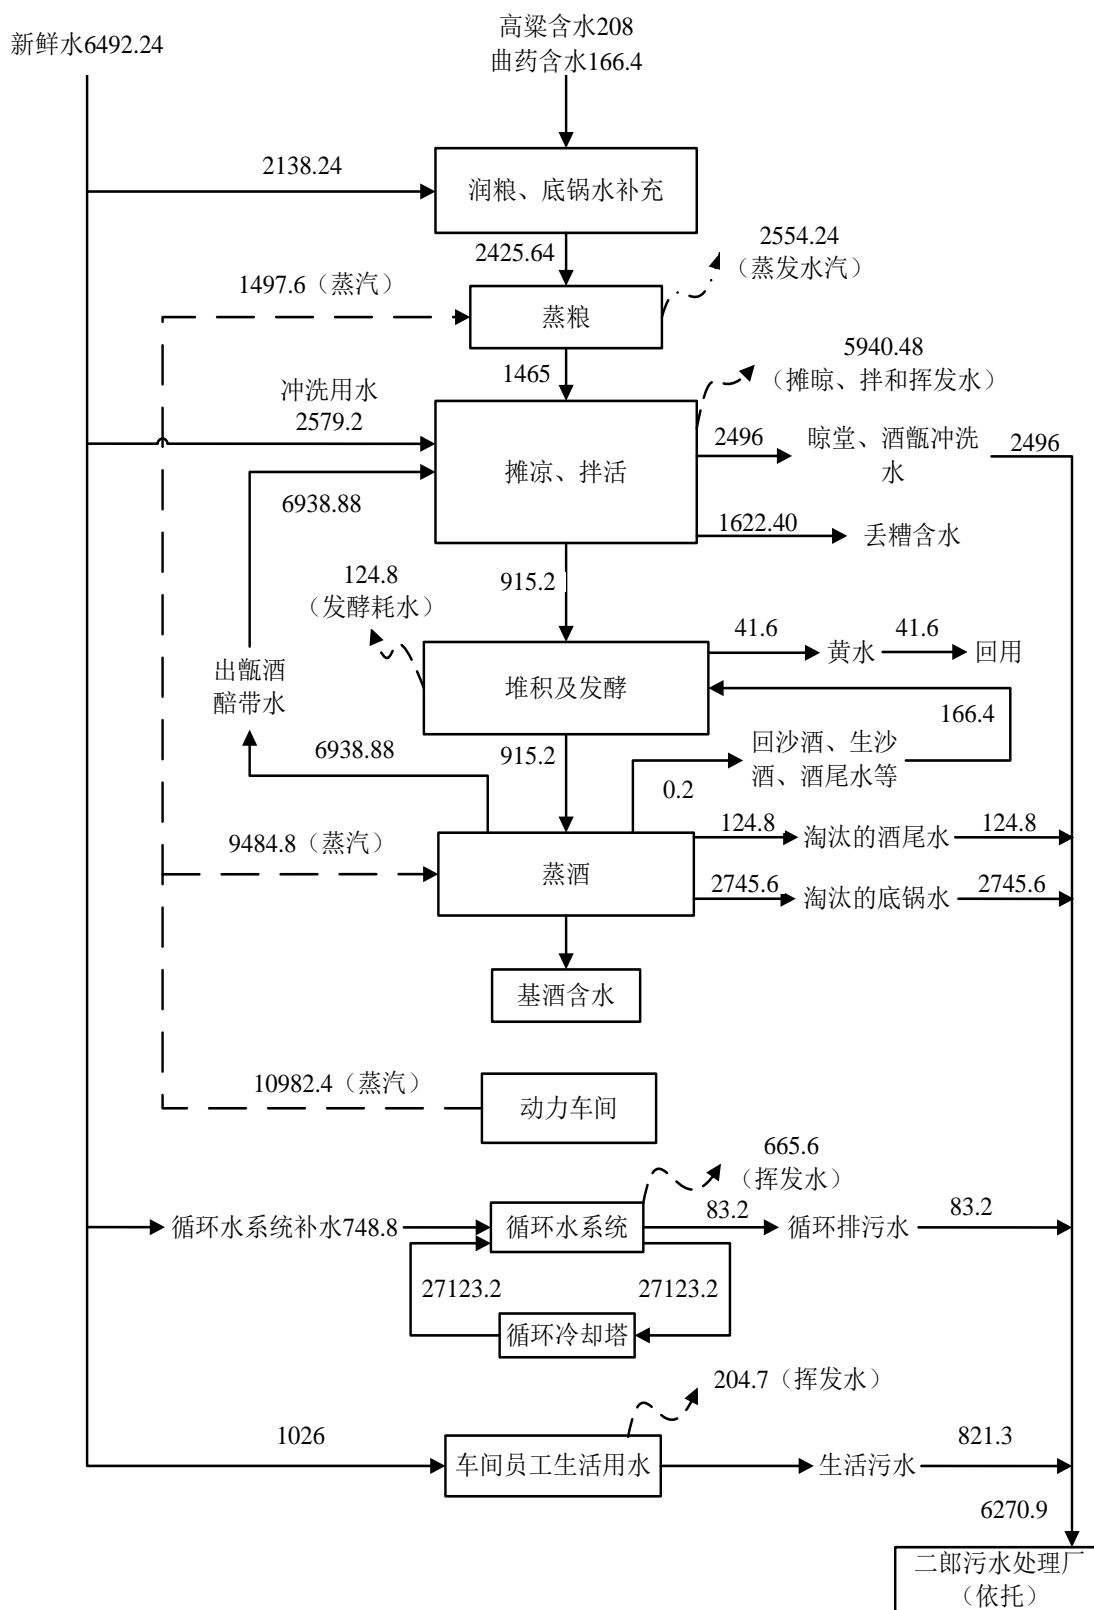 新鲜水6492.24
高粱含水208
曲药含水166.4
2138.24
润粮、底锅水补充
2425.64
2554.24
（蒸发水汽）
1497.6（蒸汽）
蒸粮
1465
5940.48
（摊晾、拌和挥发水）
冲洗用水
2579.2
摊凉、拌活
2496
晾堂、酒甑冲洗
水
2496
6938.88
1622.40
丢糟含水
915.2
124.8
（发酵耗水）
41.6
黄水
41.6
回用
堆积及发酵
出甑酒
醅带水
166.4
6938.88
915.2
回沙酒、生沙
酒、酒尾水等
0.2
9484.8（蒸汽）
蒸酒
124.8
淘汰的酒尾水
124.8
2745.6
淘汰的底锅水
2745.6
基酒含水
10982.4（蒸汽）
动力车间
665.6
（挥发水）
循环水系统补水748.8
循环水系统
83.2
循环排污水
83.2
27123.2
27123.2
循环冷却塔
204.7（挥发水）
1026
车间员工生活用水
生活污水
821.3
6270.9
二郎污水处理厂
（依托）